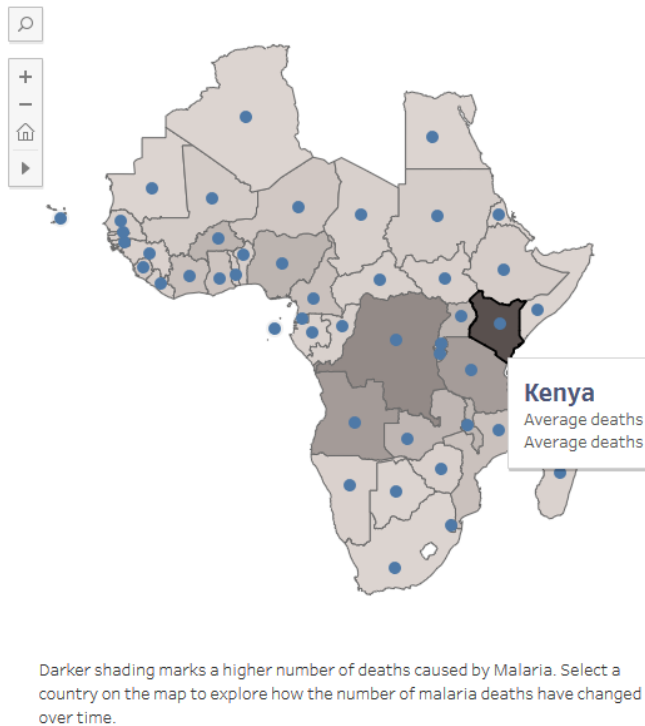 Kenya
Average deaths
Average deaths
Darker shading marks a higher number of deaths caused by Malaria. Select a
country on the map to explore how the number of malaria deaths have changed
over time.